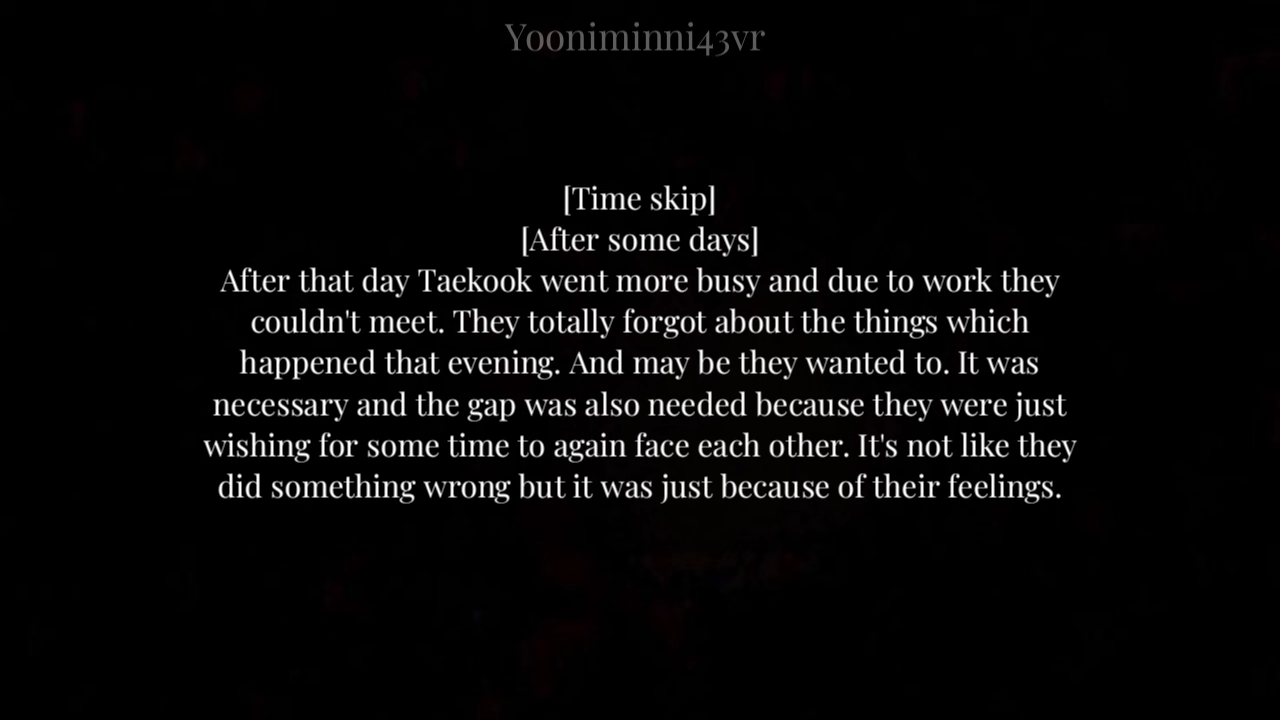 Yooniminni43vr
[Time skip]
[After some days]
After that day Taekook went more busy and due to work they
couldn't meet. They totally forgot about the things which
happened that evening. And may be they wanted to. It was
necessary and the gap was also needed because they were just
wishing for some time to again face each other. It's not like they
did something wrong but it was just because of their feelings.